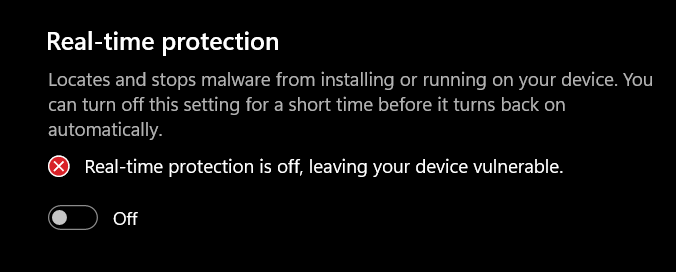 Real-time protection
Locates and stops malware from installing or running on your device. You
can turn off this setting for a short time before it turns back on
automatically.
Real-time protection is off, leaving your device vulnerable.
Off